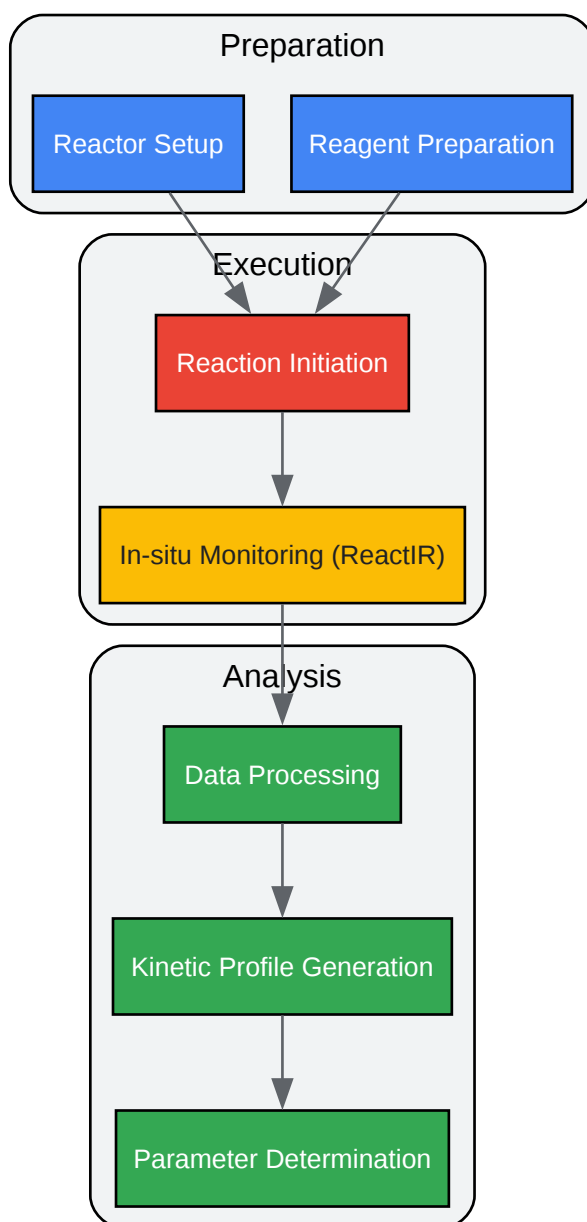 Preparation
Reactor Setup
Reagent Preparation
Execution
Reaction Initiation
In-situ Monitoring (ReactIR)
Analysis
Data Processing
Kinetic Profile Generation
Parameter Determination